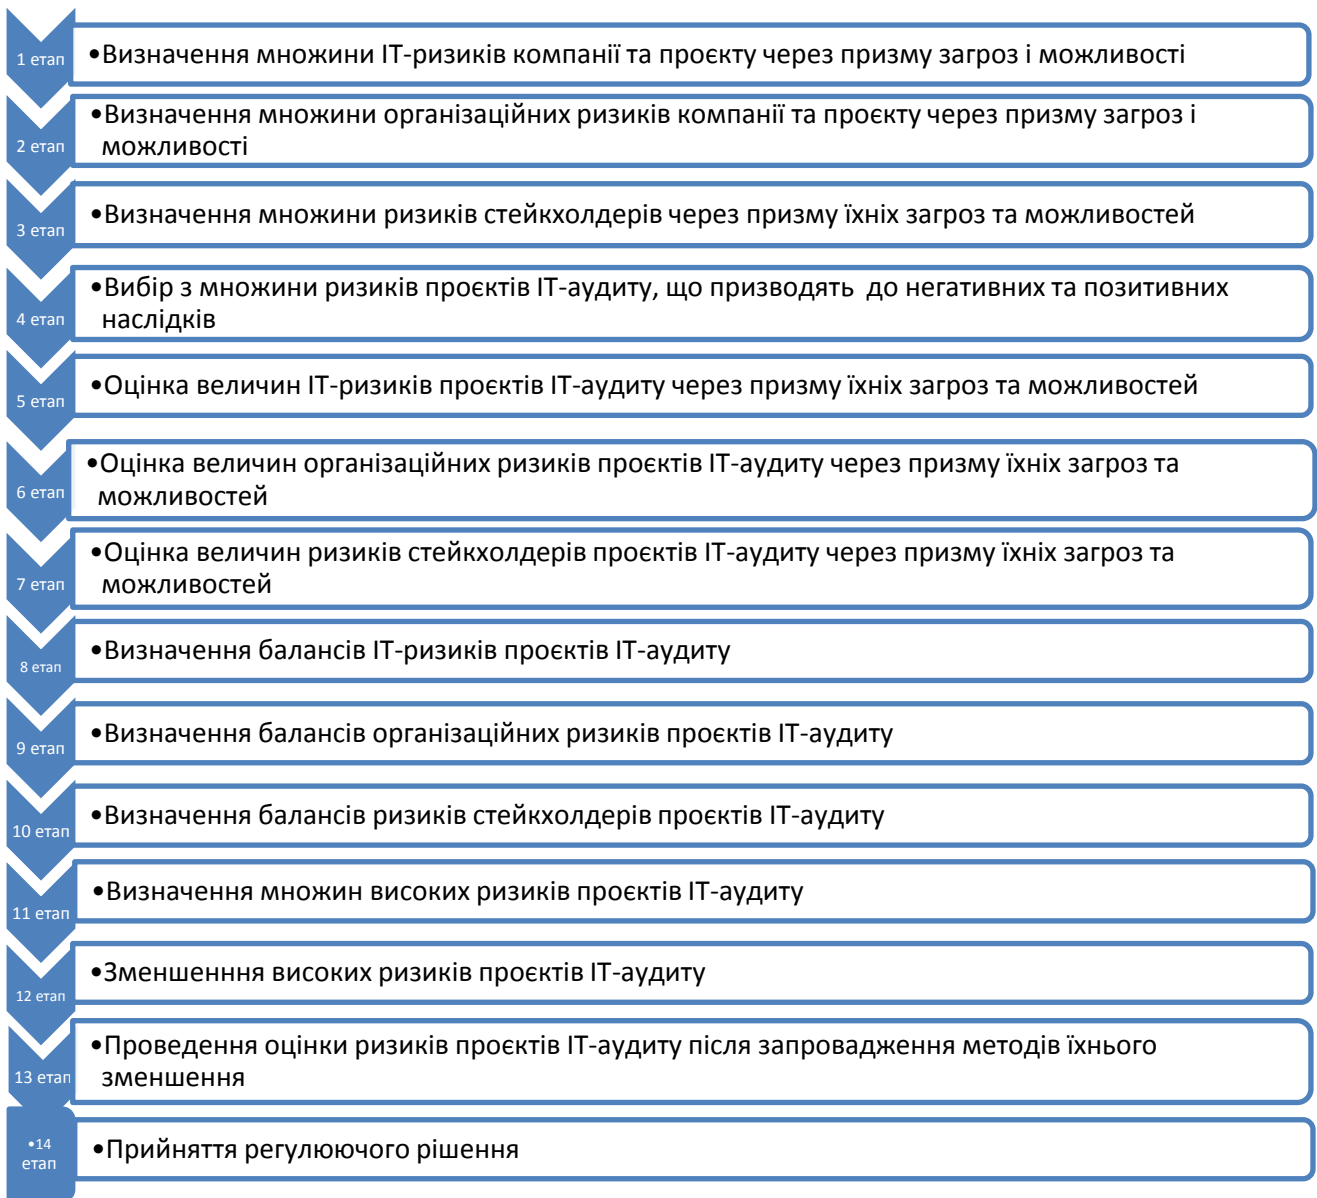 1 етап
•Визначення множини ІТ-ризиків компанії та проєкту через призму загроз і можливості
2 етап
•Визначення множини організаційних ризиків компанії та проєкту через призму загроз і
можливості
3 етап
•Визначення множини ризиків стейкхолдерів через призму їхніх загроз та можливостей
4 етап
•Вибір з множини ризиків проєктів ІТ-аудиту, що призводять до негативних та позитивних
наслідків
5 етап
•Оцінка величин ІТ-ризиків проєктів ІТ-аудиту через призму їхніх загроз та можливостей
6 етап
•Оцінка величин організаційних ризиків проєктів ІТ-аудиту через призму їхніх загроз та
можливостей
7 етап
•Оцінка величин ризиків стейкхолдерів проєктів ІТ-аудиту через призму їхніх загроз та
можливостей
8 етап
•Визначення балансів ІТ-ризиків проєктів ІТ-аудиту
9 етап
•Визначення балансів організаційних ризиків проєктів ІТ-аудиту
10 етап
•Визначення балансів ризиків стейкхолдерів проєктів ІТ-аудиту
11 етап
•Визначення множин високих ризиків проєктів ІТ-аудиту
12 етап
•Зменшенння високих ризиків проєктів ІТ-аудиту
13 етап
•Проведення оцінки ризиків проєктів ІТ-аудиту після запровадження методів їхнього
зменшення
•14
етап
•Прийняття регулюючого рішення